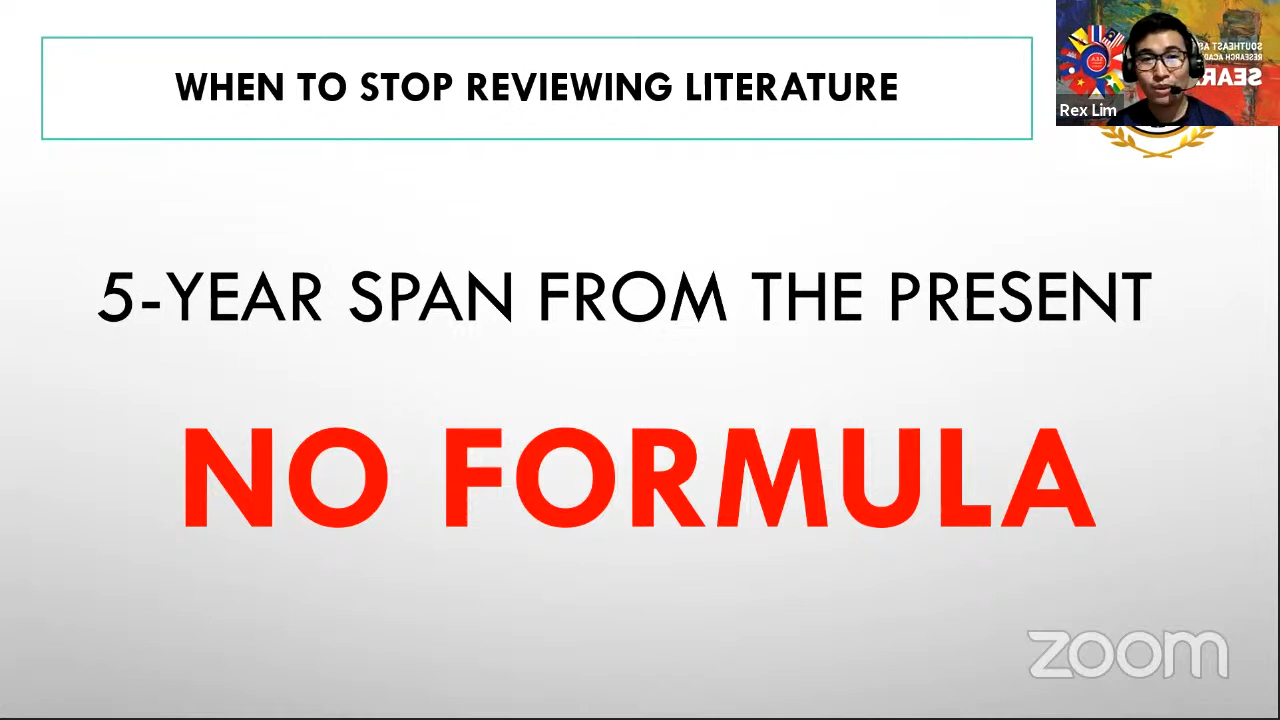 WHEN TO STOP REVIEWING LITERATURE
Rex Lim
5-YEAR SPAN FROM THE PRESENT
NO FORMULA
zoom